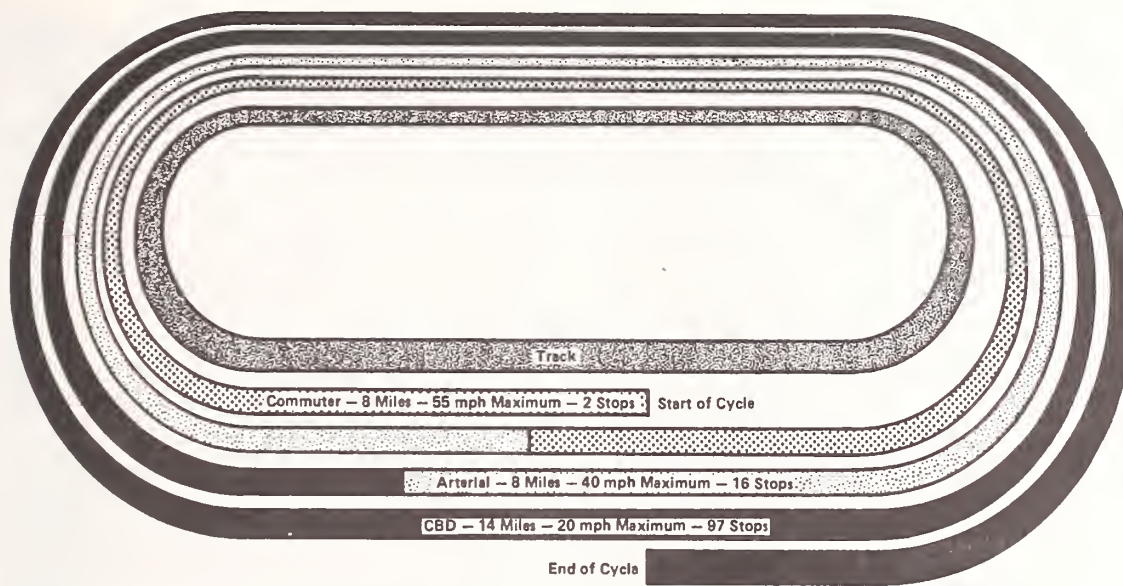 Track
Commuter – 8 Miles – 55 mph Maximum – 2 Stops
Start of Cycle
Arterial – 8 Miles – 40 mph Maximum – 16 Stops
CBD – 14 Miles – 20 mph Maximum – 97 Stops
End of Cycle